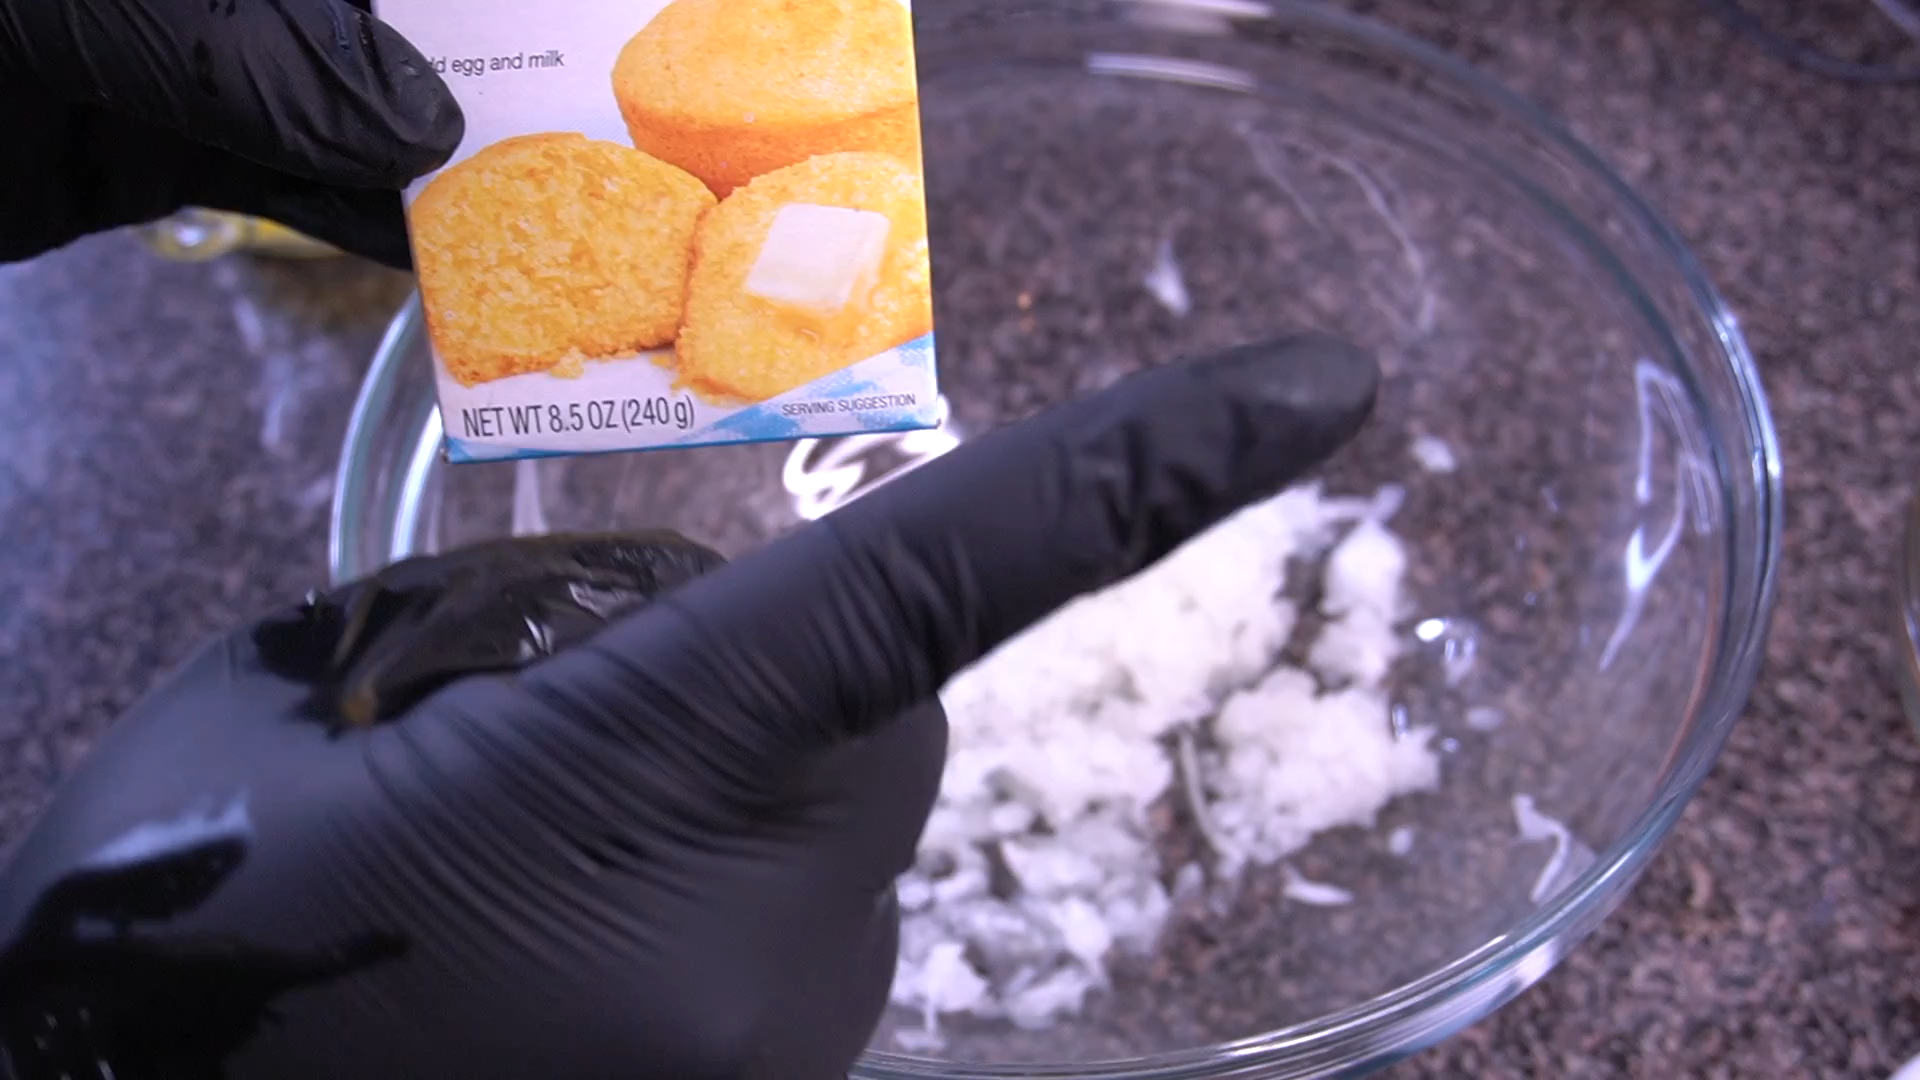 egg and milk
NET WT 8.5 OZ (240 g)
SERVING SUGGESTION